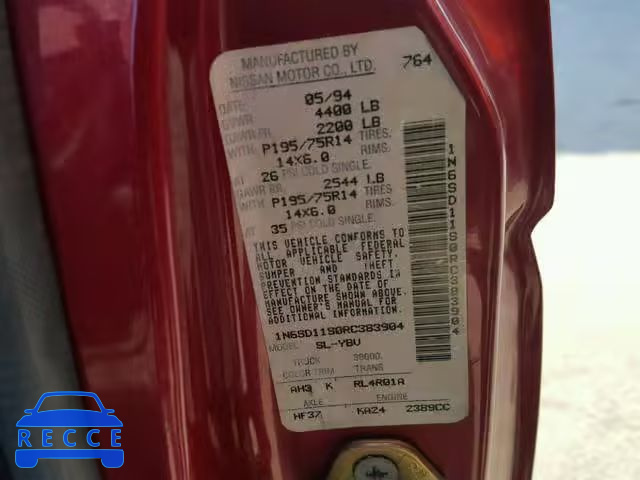 MANUFACTURED BY 764
NISSAN MOTOR CO., LTD.
DATE 05/94
GVWR 4400 LB
GAWR FR 2200 LB
WITH P195/75R14 TIRES
14X6.0 RIMS.
AT 26 PSI COLD SINGLE.
GAWR RR 2544 LB
WITH P195/75R14 TIRES
14X6.0 RIMS.
AT 35 PSI COLD SINGLE.
THIS VEHICLE CONFORMS TO
ALL APPLICABLE FEDERAL
MOTOR VEHICLE SAFETY,
BUMPER AND THEFT
PREVENTION STANDARDS IN
EFFECT ON THE DATE OF
MANUFACTURE SHOWN ABOVE.
SEE OWNER'S MANUAL
1N6SD11S0RC383904
SL-YBV
TRUCK 39000.
COLOR TRIM TRANS
AH3 K RL4R01A
AXLE ENGINE
HF37 KA24 2389CC
1N6SD11S0RC383904
RECCE